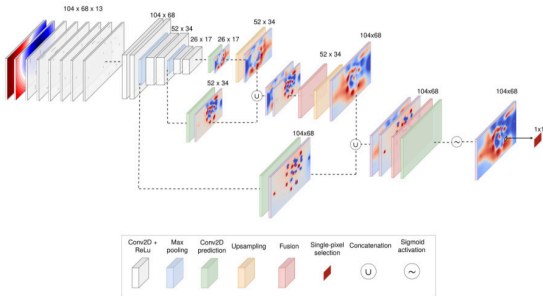 104 x 68 x 13
104 x 68
52 x 34
26 x 17
26 x 17
52 x 34
52 x 34
104x68
52 x 34
104x68
104x68
104x68
1x1
U
U
~
Conv2D + ReLu
Max pooling
Conv2D prediction
Upsampling
Fusion
Single-pixel selection
Concatenation
Sigmoid activation
U
~